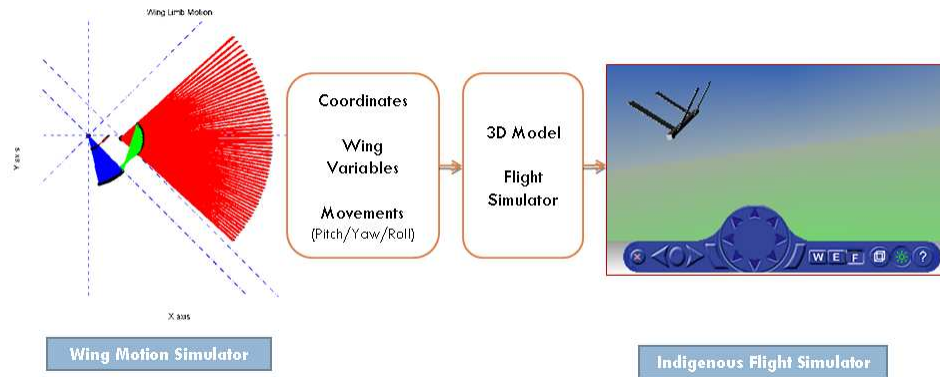 Wing Limb Motion
Y axis
X axis
Wing Motion Simulator
Coordinates
Wing
Variables
Movements
(Pitch/Yaw/Roll)
3D Model
Flight
Simulator
W E F ?
Indigenous Flight Simulator